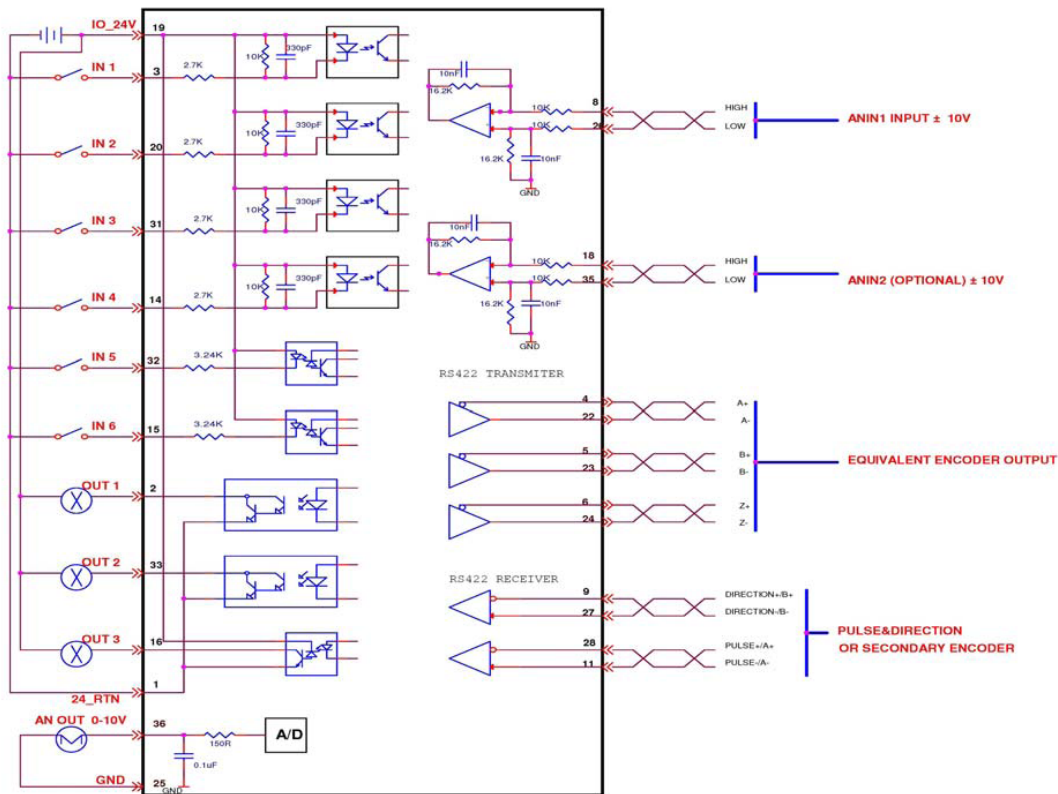 IO_24V
19
10K
330pF
IN 1
3
2.7K
10K
330pF
IN 2
20
2.7K
10K
330pF
IN 3
31
2.7K
10K
330pF
IN 4
14
2.7K
IN 5
32
3.24K
IN 6
15
3.24K
OUT 1
2
OUT 2
33
OUT 3
16
24_RTN
1
AN OUT 0-10V
36
150R
A/D
0.1uF
GND
25
GND
10nF
16.2K
10K
8
HIGH
10K
LOW
ANIN1 INPUT ± 10V
16.2K
10nF
GND
10nF
16.2K
10K
18
HIGH
10K
35
LOW
ANIN2 (OPTIONAL) ± 10V
16.2K
10nF
GND
RS422 TRANSMITER
4
A+
22
A-
5
B+
23
B-
EQUIVALENT ENCODER OUTPUT
6
Z+
24
Z-
RS422 RECEIVER
9
DIRECTION+/B+
27
DIRECTION-/B-
28
PULSE+/A+
11
PULSE-/A-
PULSE&DIRECTION
OR SECONDARY ENCODER